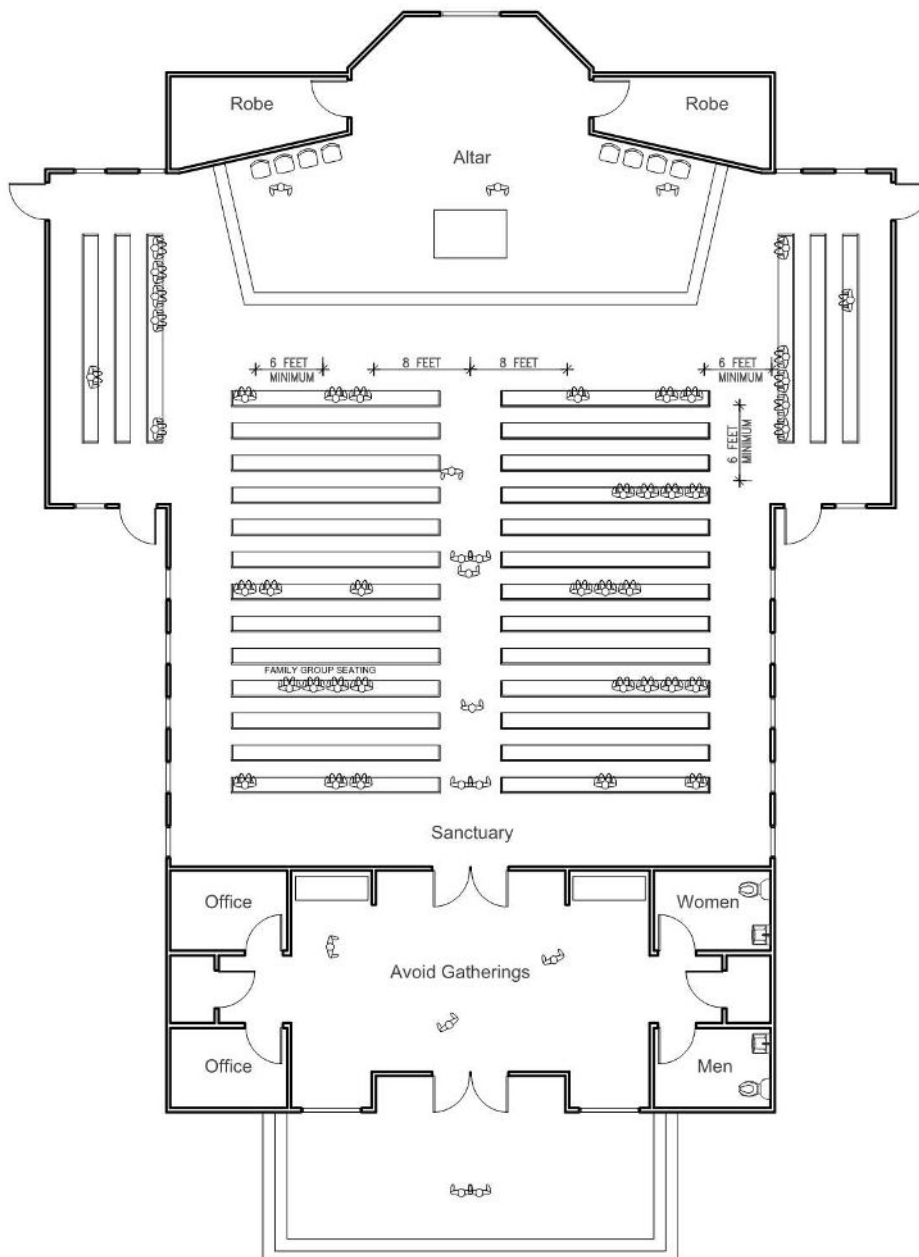 Robe
Robe
Altar
6 FEET
MINIMUM
8 FEET
8 FEET
6 FEET
MINIMUM
6 FEET
MINIMUM
FAMILY GROUP SEATING
Sanctuary
Office
Women
Avoid Gatherings
Office
Men